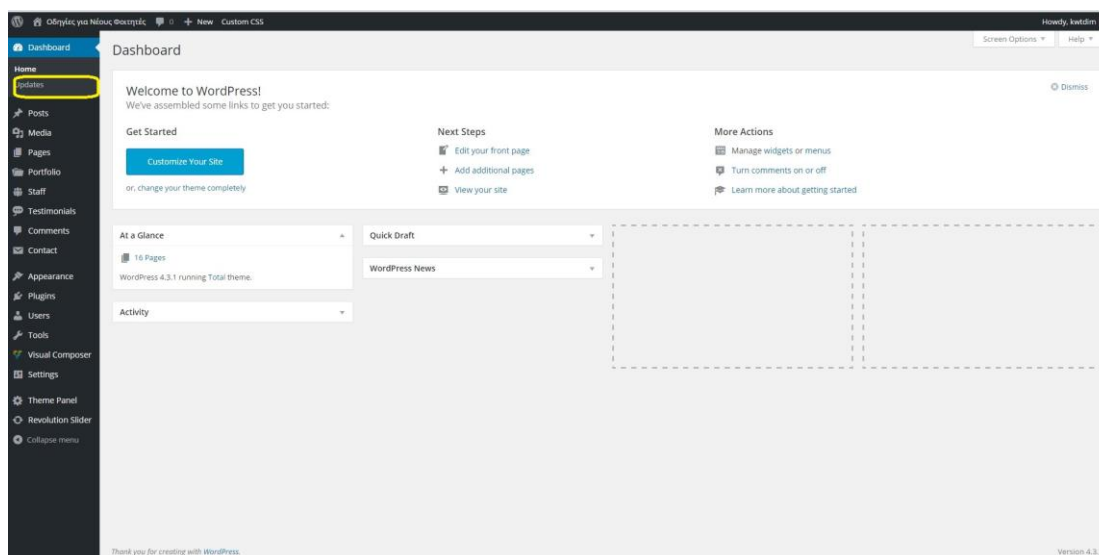 Οδηγίες για Νέους Φοιτητές 0 + New Custom CSS Howdy, kwtdim
Dashboard
Home
Updates
Posts
Media
Pages
Portfolio
Staff
Testimonials
Comments
Contact
Appearance
Plugins
Users
Tools
Visual Composer
Settings
Theme Panel
Revolution Slider
Collapse menu
Screen Options Help
Dashboard
Dismiss
Welcome to WordPress!
We've assembled some links to get you started:
Get Started
Customize Your Site
or, change your theme completely
Next Steps
Edit your front page
Add additional pages
View your site
More Actions
Manage widgets or menus
Turn comments on or off
Learn more about getting started
At a Glance
16 Pages
WordPress 4.3.1 running Total theme.
Activity
Quick Draft
WordPress News
Thank you for creating with WordPress. Version 4.3.